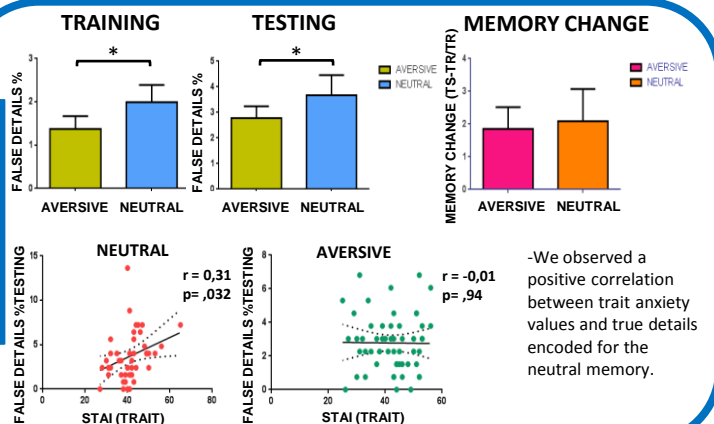 TRAINING
TESTING
MEMORY CHANGE
FALSE DETAILS %
3
2
1
0
*
AVERSIVE
NEUTRAL
FALSE DETAILS %
5
4
3
2
1
0
*
AVERSIVE
NEUTRAL
AVERSIVE
NEUTRAL
MEMORY CHANGE (TS-TR/TR)
4
3
2
1
0
AVERSIVE
NEUTRAL
AVERSIVE
NEUTRAL
NEUTRAL
FALSE DETAILS %TESTING
15
10
5
0
r = 0,31
p= ,032
0
20
40
60
80
STAI (TRAIT)
AVERSIVE
FALSE DETAILS %TESTING
8
6
4
2
0
r = -0,01
p= ,94
0
20
40
60
STAI (TRAIT)
-We observed a
positive correlation
between trait anxiety
values and true details
encoded for the
neutral memory.